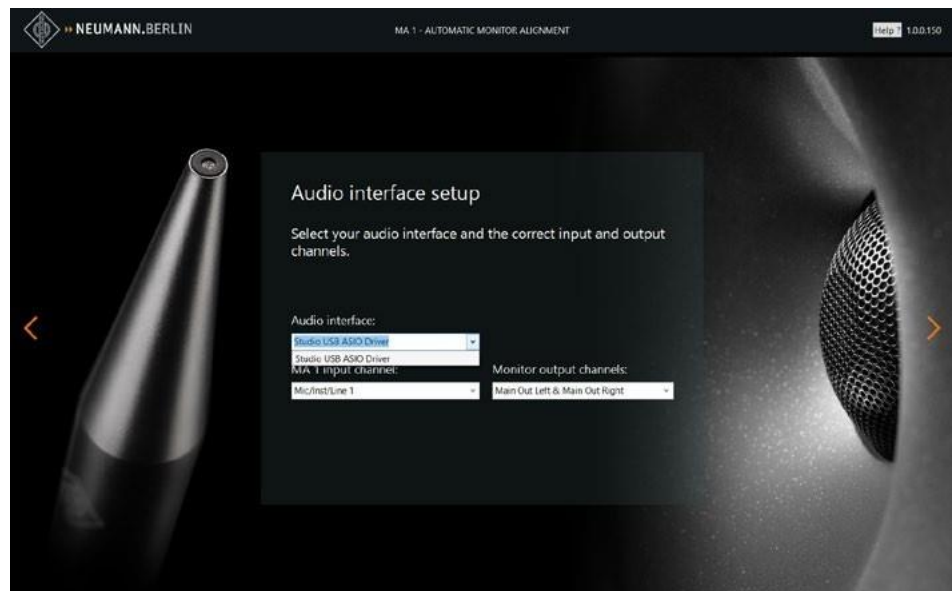 NEUMANN.BERLIN
MA 1 - AUTOMATIC MONITOR ALIGNMENT
Help ? 1.0.0.150
Audio interface setup
Select your audio interface and the correct input and output
channels.
Audio interface:
Studio USB ASIO Driver
Studio USB ASIO Driver
MA 1 input channel:
Monitor output channels:
Mic/Inst/Line 1
Main Out Left & Main Out Right